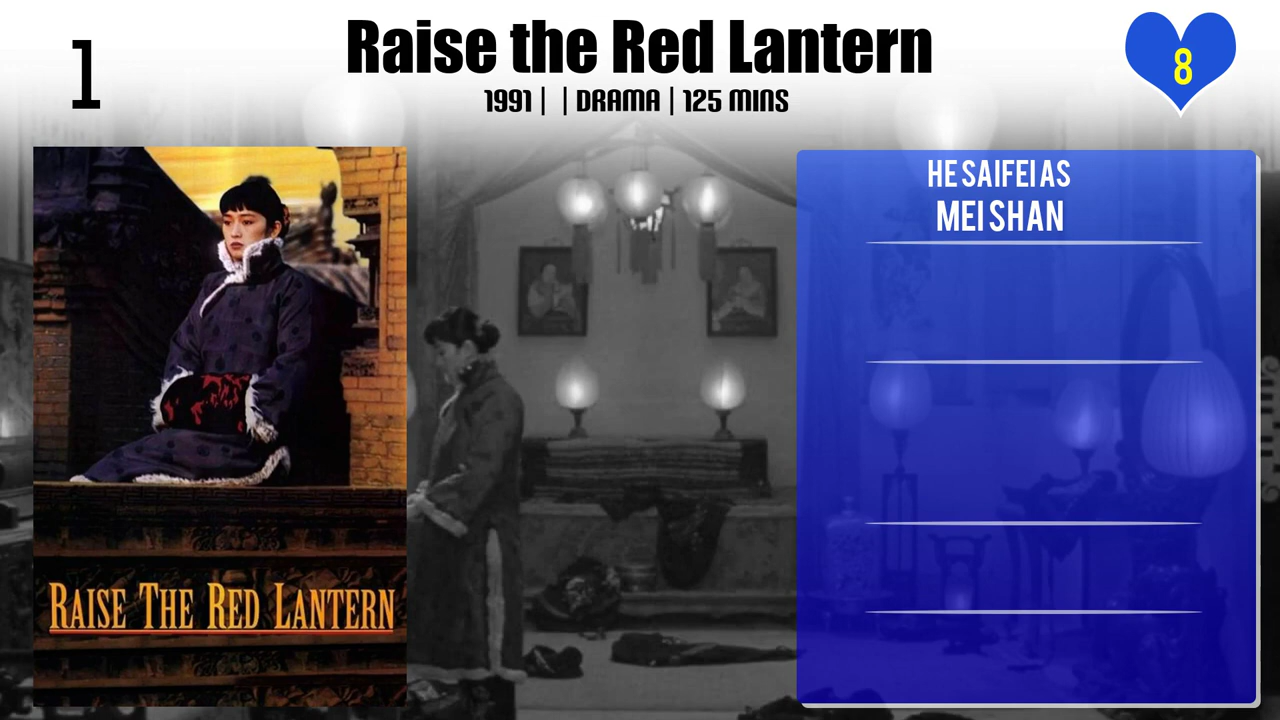 1
Raise the Red Lantern
8
1991 | | DRAMA | 125 MINS
HE SAIFEI AS
MEI SHAN
RAISE THE RED LANTERN